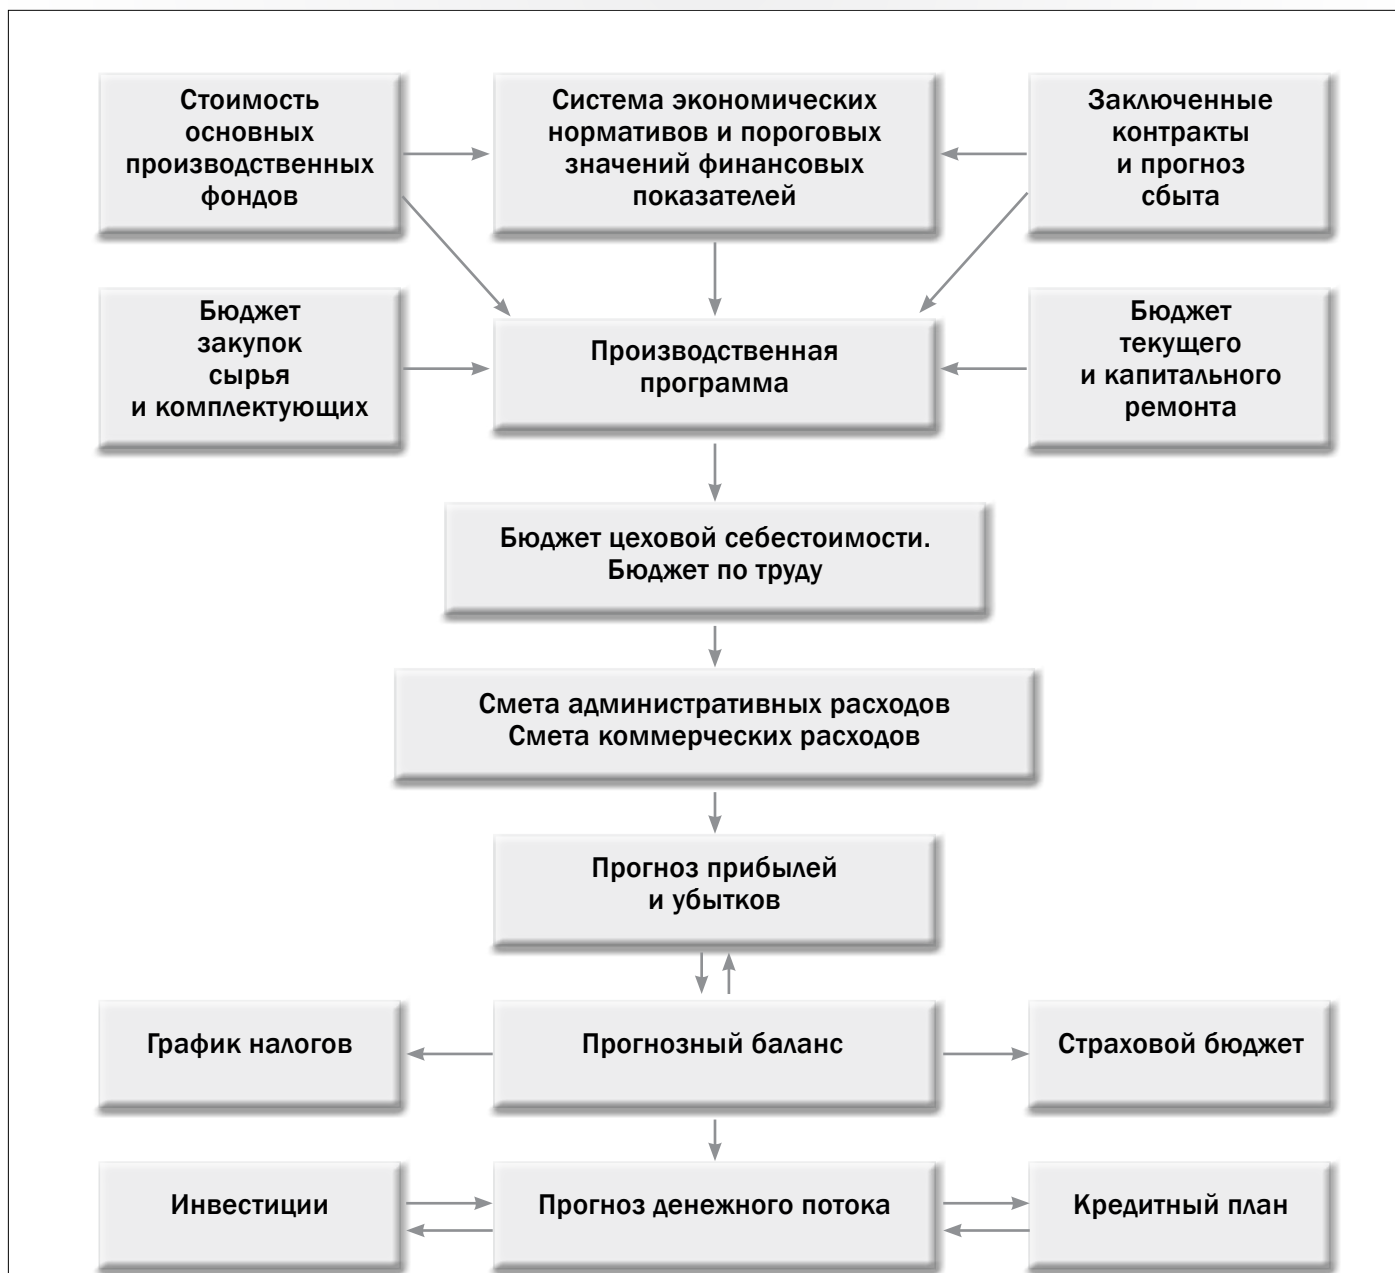 Стоимость
основных
производственных
фондов
Система экономических
нормативов и пороговых
значений финансовых
показателей
Заключенные
контракты
и прогноз
сбыта
Бюджет
закупок
сырья
и комплектующих
Производственная
программа
Бюджет
текущего
и капитального
ремонта
Бюджет цеховой себестоимости.
Бюджет по труду
Смета административных расходов
Смета коммерческих расходов
Прогноз прибылей
и убытков
График налогов
Прогнозный баланс
Страховой бюджет
Инвестиции
Прогноз денежного потока
Кредитный план